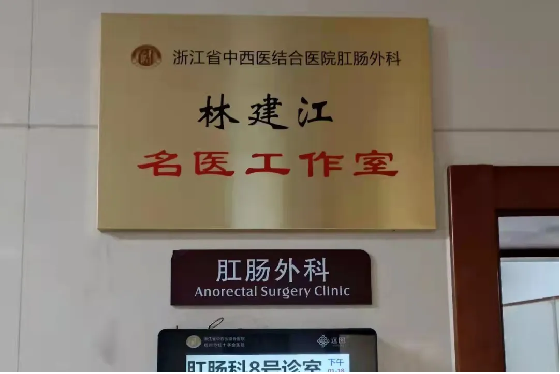 浙江省中西医结合医院肛肠外科
林建江
名医工作室
肛肠外科
Anorectal Surgery Clinic
肛肠科8号诊室
下午